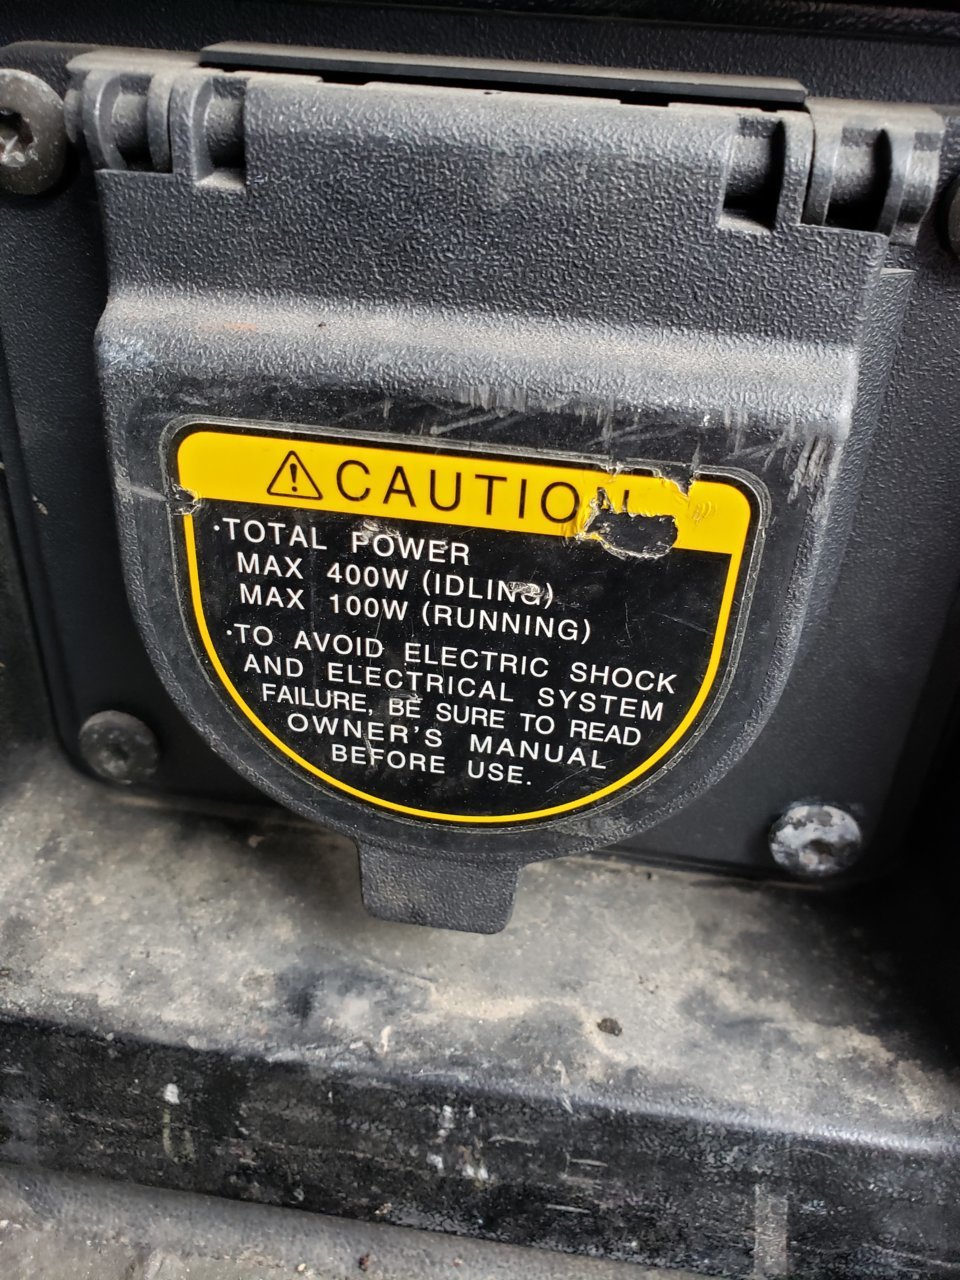 CAUTION
·TOTAL POWER
MAX 400W (IDLING)
MAX 100W (RUNNING)
·TO AVOID ELECTRIC SHOCK
AND ELECTRICAL SYSTEM
FAILURE, BE SURE TO READ
OWNER'S MANUAL
BEFORE USE.